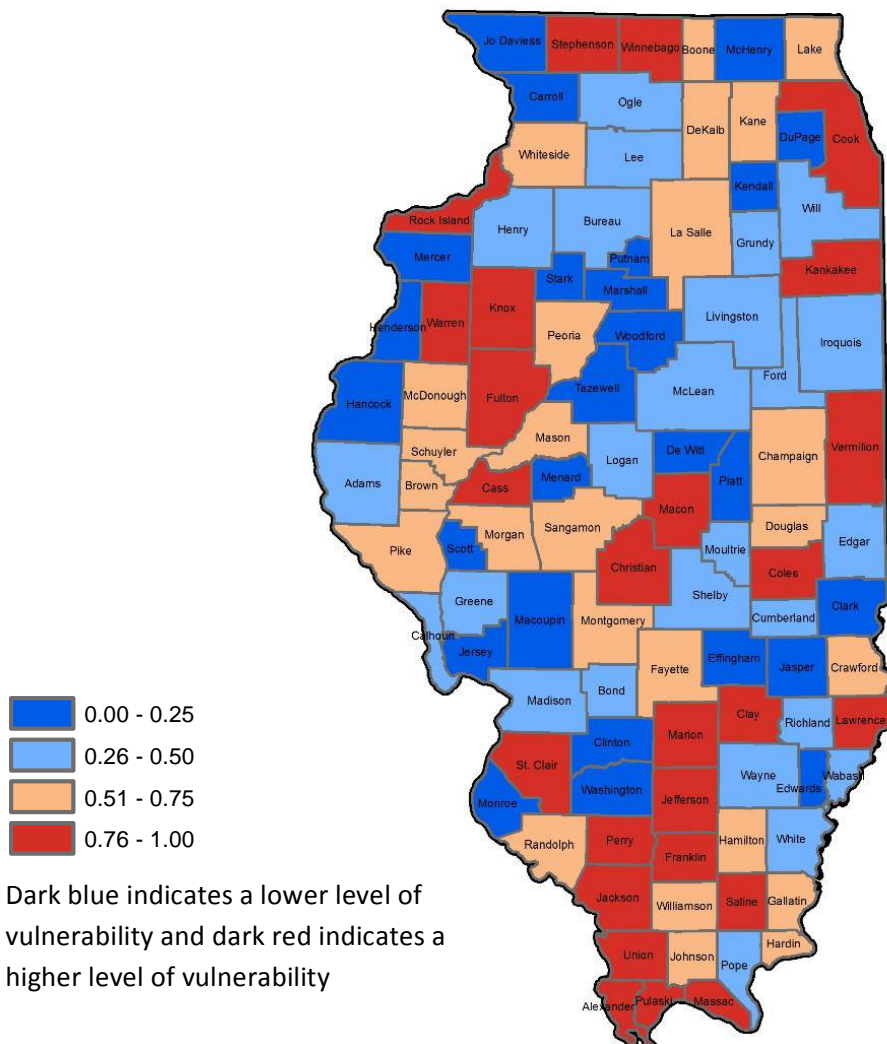 Jo Daviess
Stephenson
Winnebago
Boone
McHenry
Lake
Carroll
Ogle
DeKalb
Kane
DuPage
Cook
Whiteside
Lee
Kendall
Will
Rock Island
Henry
Bureau
La Salle
Grundy
Mercer
Putnam
Kankakee
Stark
Marshall
Henderson
Warren
Knox
Peoria
Woodford
Livingston
Iroquois
Hancock
McDonough
Fulton
Tazewell
McLean
Ford
Schuyler
Mason
Logan
De Witt
Champaign
Vermilion
Adams
Brown
Cass
Menard
Piatt
Macon
Pike
Scott
Morgan
Sangamon
Christian
Moultrie
Douglas
Edgar
Coles
Greene
Calhoun
Jersey
Macoupin
Montgomery
Shelby
Cumberland
Clark
Fayette
Effingham
Jasper
Crawford
Madison
Bond
Clay
Richland
Lawrence
St. Clair
Clinton
Marion
Wayne
Edwards
Wabash
Monroe
Washington
Jefferson
Randolph
Perry
Franklin
Hamilton
White
Jackson
Williamson
Saline
Gallatin
Union
Johnson
Pope
Hardin
Alexander
Pulaski
Massac
0.00 - 0.25
0.26 - 0.50
0.51 - 0.75
0.76 - 1.00
Dark blue indicates a lower level of
vulnerability and dark red indicates a
higher level of vulnerability